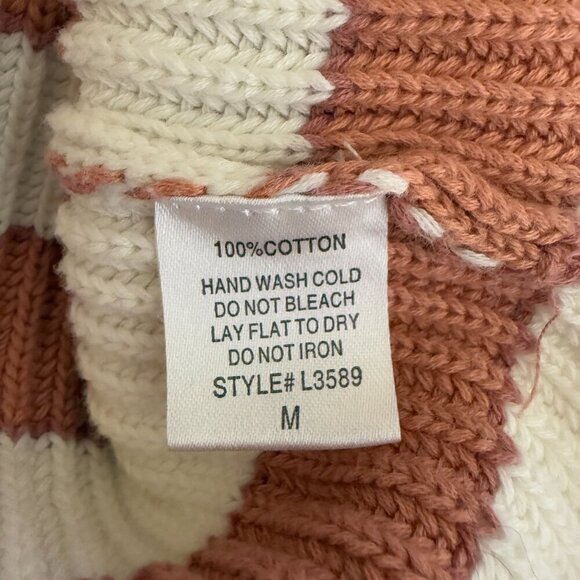 100%COTTON
HAND WASH COLD
DO NOT BLEACH
LAY FLAT TO DRY
DO NOT IRON
STYLE# L3589
M